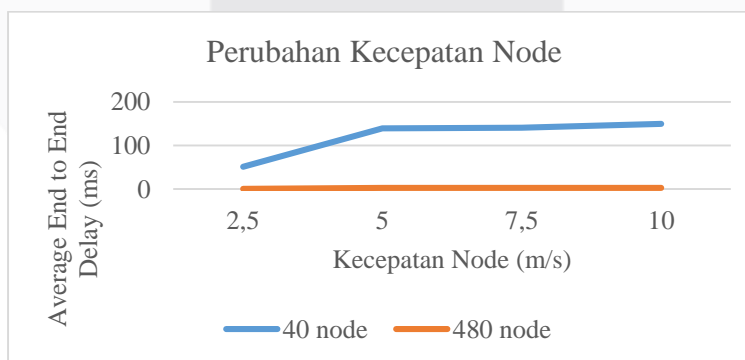 Perubahan Kecepatan Node
Average End to End
Delay (ms)
200
100
0
2,5 5 7,5 10
Kecepatan Node (m/s)
40 node 480 node